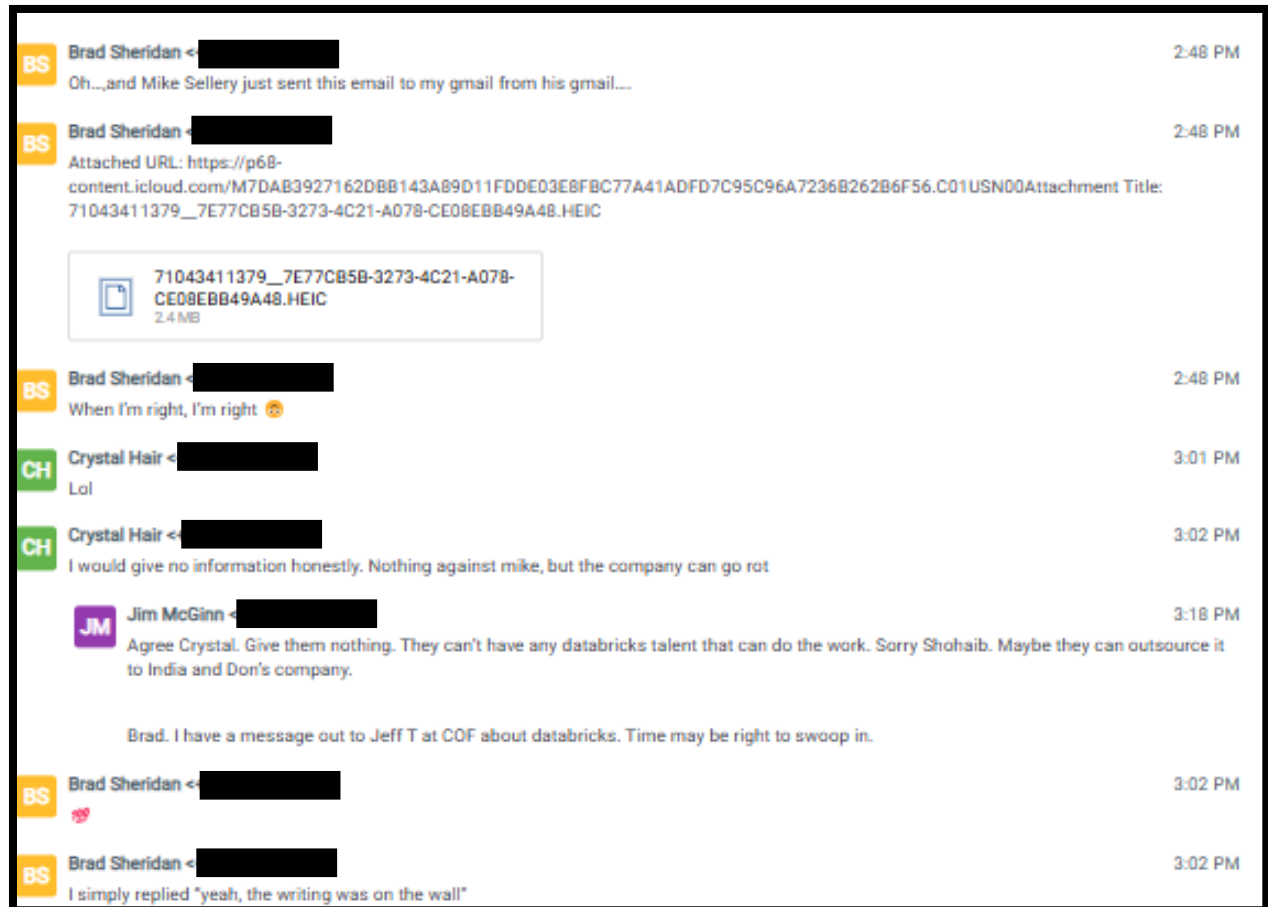 BS
Brad Sheridan <
2:48 PM
Oh...,and Mike Sellery just sent this email to my gmail from his gmail....
BS
Brad Sheridan <
2:48 PM
Attached URL: https://p68-
content.icloud.com/M7DAB3927162DBB143A89D11FDDE03E8FBC77A41ADFD7C95C96A7236B262B6F56.C01USN00Attachment Title:
71043411379__7E77CB5B-3273-4C21-A078-CE08EBB49A48.HEIC
71043411379__7E77CB5B-3273-4C21-A078-
CE08EBB49A48.HEIC
2.4 MB
BS
Brad Sheridan <
2:48 PM
When I'm right, I'm right 🙃
CH
Crystal Hair <
3:01 PM
Lol
CH
Crystal Hair <+
3:02 PM
I would give no information honestly. Nothing against mike, but the company can go rot
JM
Jim McGinn <
3:18 PM
Agree Crystal. Give them nothing. They can't have any databricks talent that can do the work. Sorry Shohaib. Maybe they can outsource it
to India and Don's company.
Brad. I have a message out to Jeff T at COF about databricks. Time may be right to swoop in.
BS
Brad Sheridan <+
3:02 PM
💯
BS
Brad Sheridan <
3:02 PM
I simply replied "yeah, the writing was on the wall"